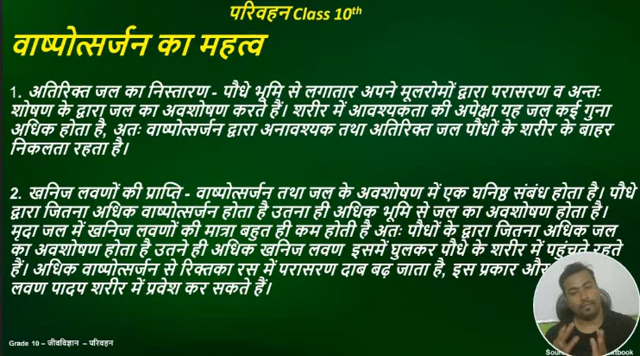 परिवहन Class 10th
वाष्पोत्सर्जन का महत्व
1. अतिरिक्त जल का निस्तारण - पौधे भूमि से लगातार अपने मूलरोमों द्वारा परासरण व अन्तः
शोषण के द्वारा जल का अवशोषण करते हैं। शरीर में आवश्यकता की अपेक्षा यह जल कई गुना
अधिक होता है, अतः वाष्पोत्सर्जन द्वारा अनावश्यक तथा अतिरिक्त जल पौधों के शरीर के बाहर
निकलता रहता है।
2. खनिज लवणों की प्राप्ति - वाष्पोत्सर्जन तथा जल के अवशोषण में एक घनिष्ठ संबंध होता है। पौधे
द्वारा जितना अधिक वाष्पोत्सर्जन होता है उतना ही अधिक भूमि से जल का अवशोषण होता है।
मृदा जल में खनिज लवणों की मात्रा बहुत ही कम होती है अतः पौधों के द्वारा जितना अधिक जल
का अवशोषण होता है उतने ही अधिक खनिज लवण इसमें घुलकर पौधे के शरीर में पहुंचते रहते
हैं। अधिक वाष्पोत्सर्जन से रिक्तिका रस में परासरण दाब बढ़ जाता है, इस प्रकार और
लवण पादप शरीर में प्रवेश कर सकते हैं।
Grade 10 – जीवविज्ञान – परिवहन